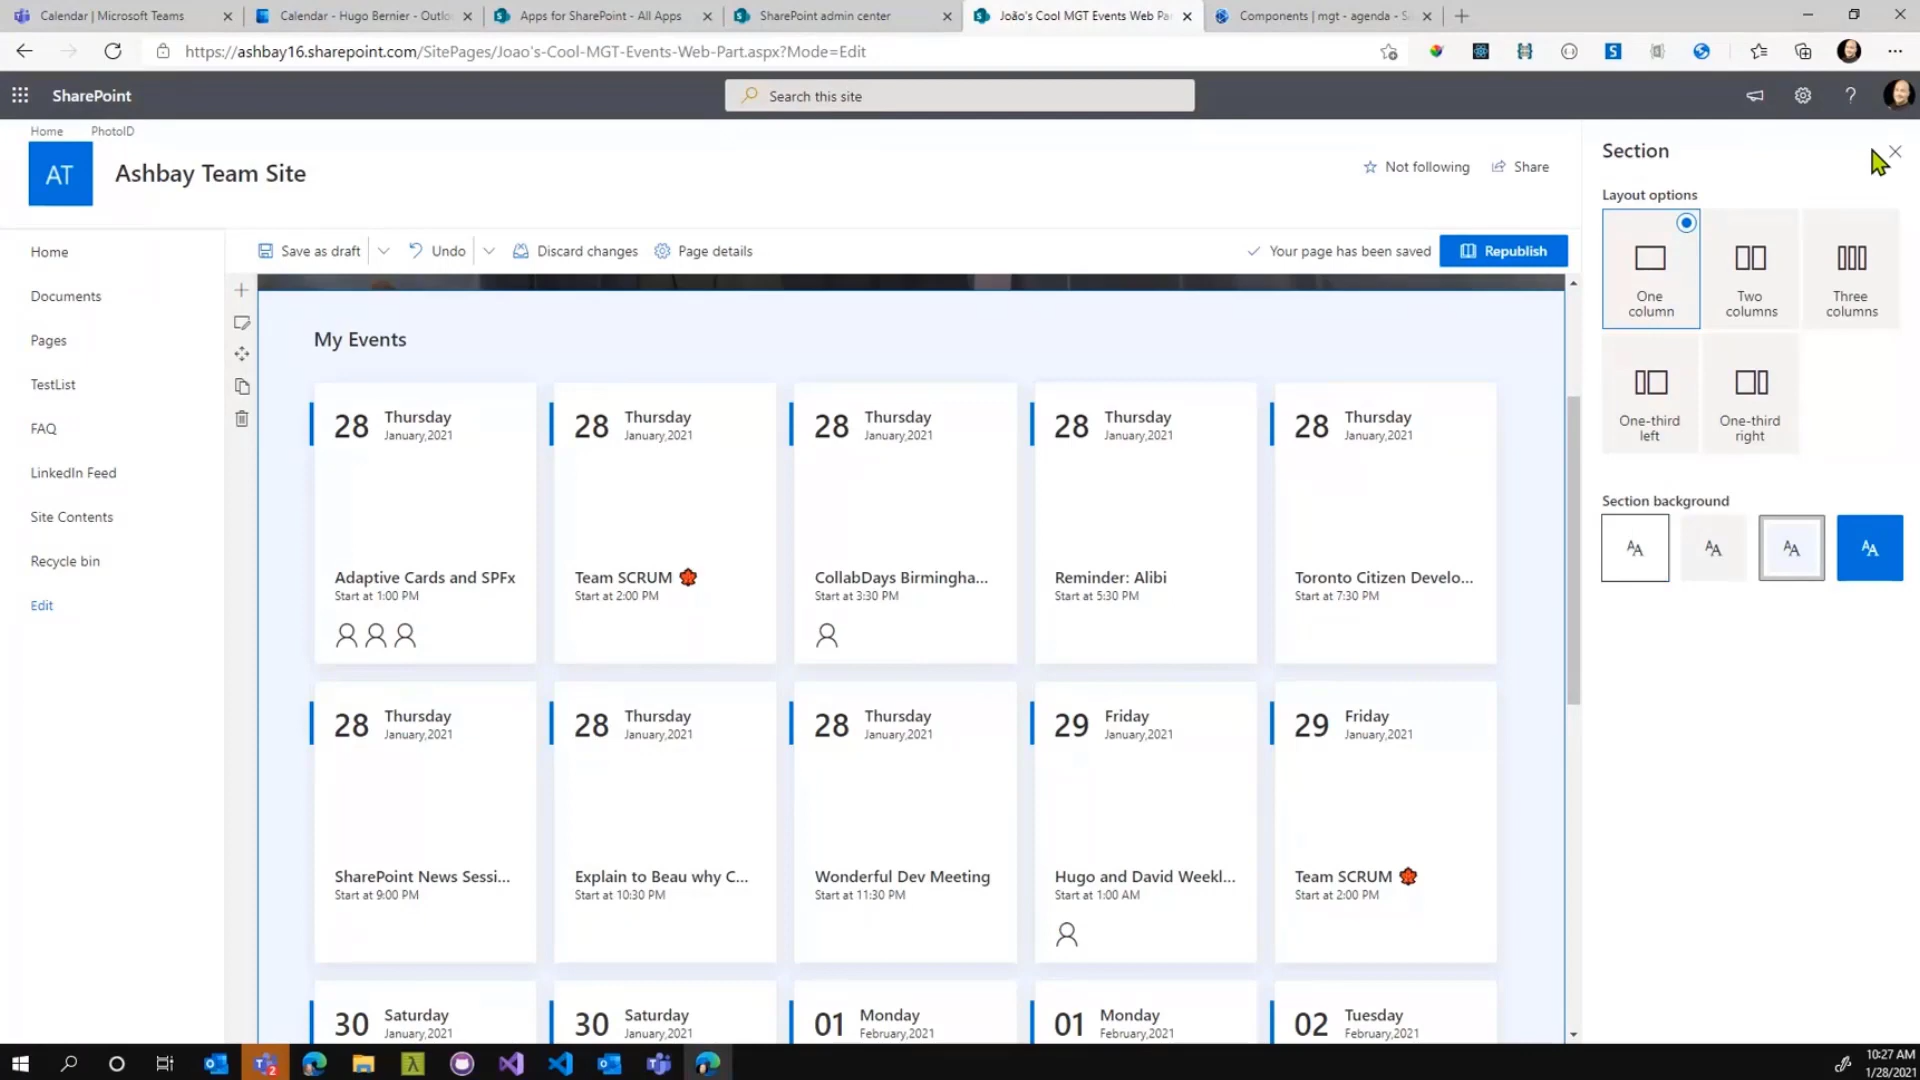 Calendar | Microsoft Teams
Calendar - Hugo Bernier - Outlo
Apps for SharePoint - All Apps
SharePoint admin center
João's Cool MGT Events Web Pa
Components | mgt - agenda - S
https://ashbay16.sharepoint.com/SitePages/Joao's-Cool-MGT-Events-Web-Part.aspx?Mode=Edit
SharePoint
Search this site
Home PhotoID
AT
Ashbay Team Site
Not following
Share
Home
Documents
Pages
TestList
FAQ
LinkedIn Feed
Site Contents
Recycle bin
Edit
Save as draft
Undo
Discard changes
Page details
Your page has been saved
Republish
My Events
28 Thursday
January,2021
Adaptive Cards and SPFx
Start at 1:00 PM
28 Thursday
January,2021
Team SCRUM
Start at 2:00 PM
28 Thursday
January,2021
CollabDays Birmingha...
Start at 3:30 PM
28 Thursday
January,2021
Reminder: Alibi
Start at 5:30 PM
28 Thursday
January,2021
Toronto Citizen Develo...
Start at 7:30 PM
28 Thursday
January,2021
SharePoint News Sessi...
Start at 9:00 PM
28 Thursday
January,2021
Explain to Beau why C...
Start at 10:30 PM
28 Thursday
January,2021
Wonderful Dev Meeting
Start at 11:30 PM
29 Friday
January,2021
Hugo and David Weekl...
Start at 1:00 AM
29 Friday
January,2021
Team SCRUM
Start at 2:00 PM
30 Saturday
January,2021
30 Saturday
January,2021
01 Monday
February,2021
01 Monday
February,2021
02 Tuesday
February,2021
Section
Layout options
One
column
Two
columns
Three
columns
One-third
left
One-third
right
Section background
AA
AA
AA
AA
10:27 AM
1/28/2021